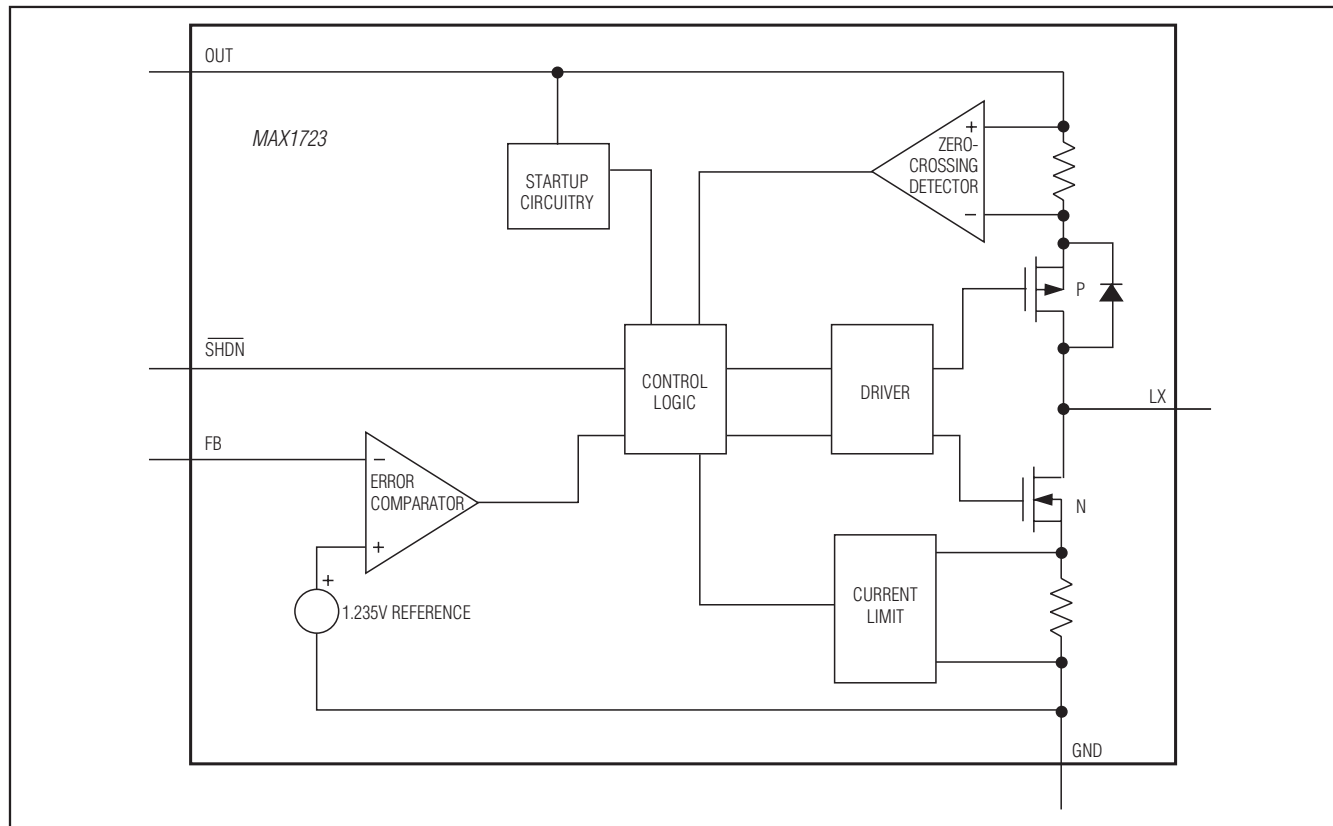 OUT
MAX1723
STARTUP
CIRCUITRY
+
ZERO-
CROSSING
DETECTOR
−
P
SHDN
CONTROL
LOGIC
DRIVER
LX
FB
−
ERROR
COMPARATOR
+
N
+
1.235V REFERENCE
CURRENT
LIMIT
GND